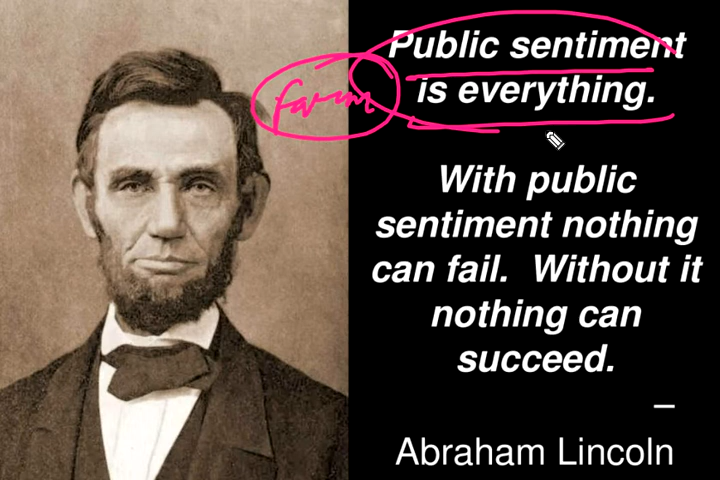 Public sentiment
is everything.
With public
sentiment nothing
can fail.  Without it
nothing can
succeed.
–
Abraham Lincoln